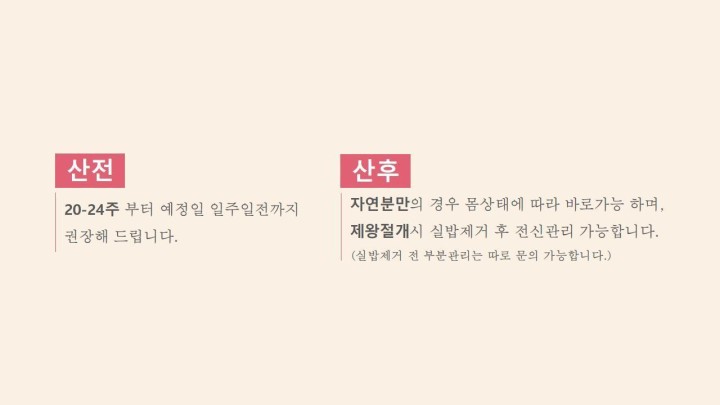 산전
20-24주 부터 예정일 일주일전까지
권장해 드립니다.
산후
자연분만의 경우 몸상태에 따라 바로가능 하며,
제왕절개시 실밥제거 후 전신관리 가능합니다.
(실밥제거 전 부분관리는 따로 문의 가능합니다.)